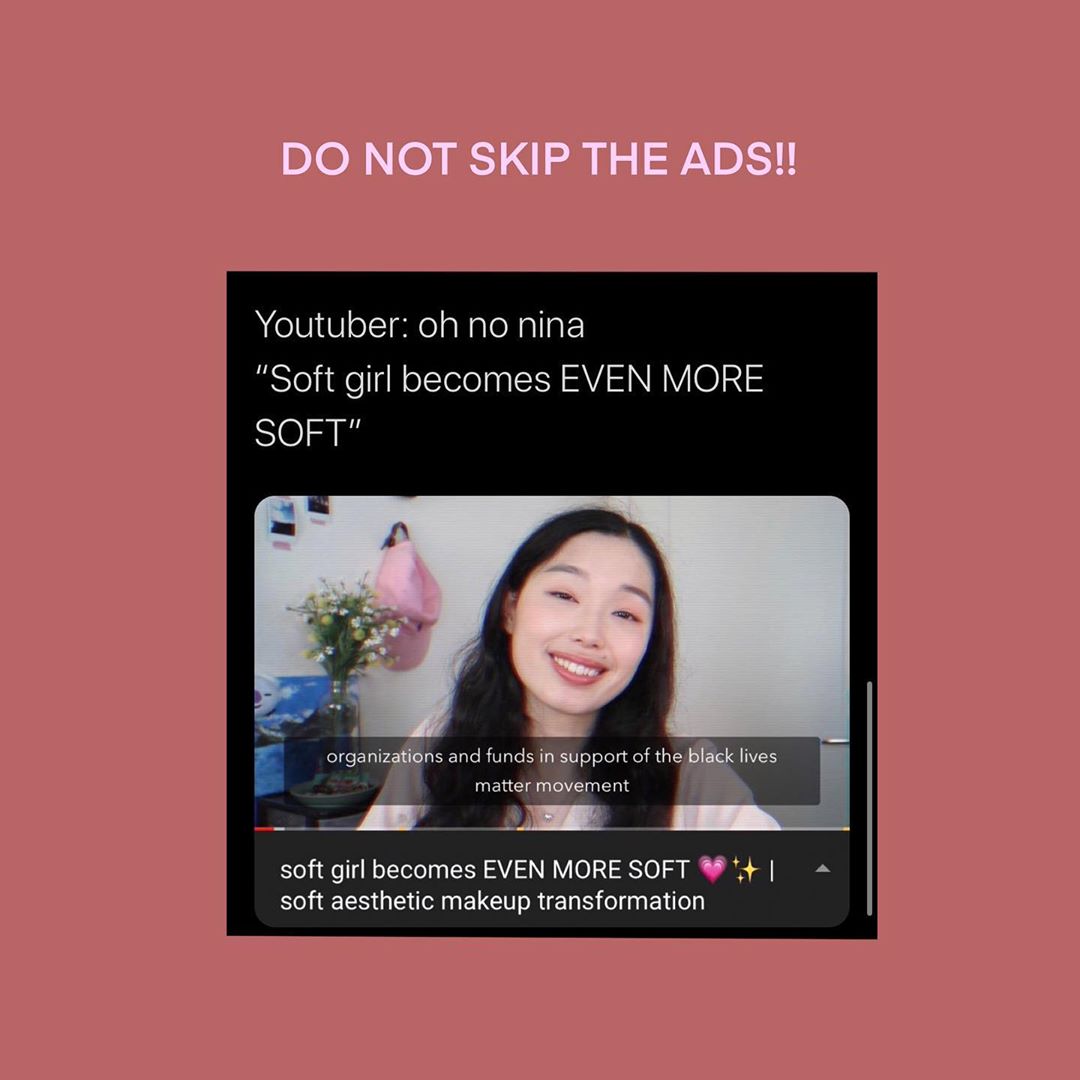 DO NOT SKIP THE ADS!!
Youtuber: oh no nina
“Soft girl becomes EVEN MORE
SOFT”
organizations and funds in support of the black lives
matter movement
soft girl becomes EVEN MORE SOFT 💗✨ |
soft aesthetic makeup transformation